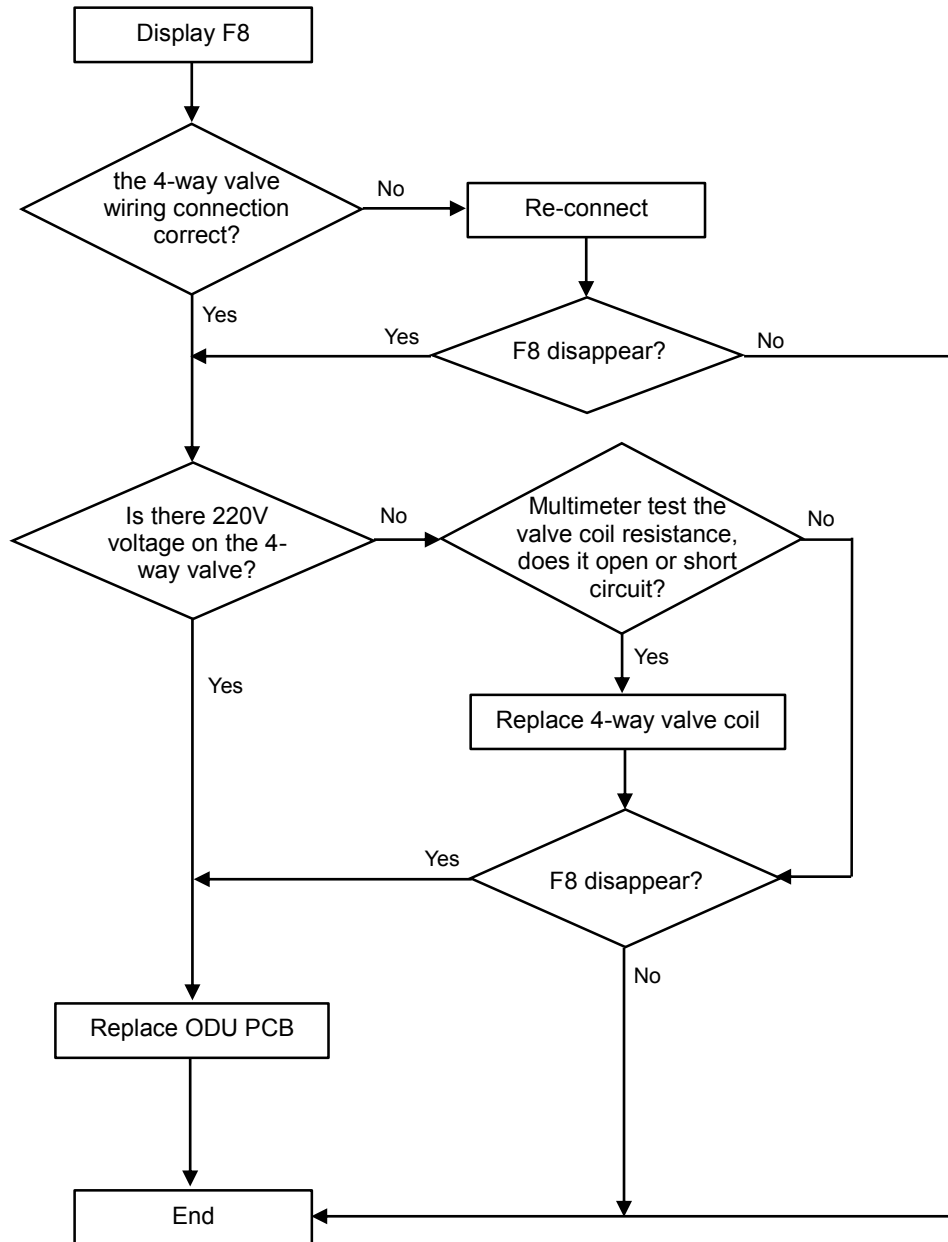 Display F8
the 4-way valve
wiring connection
correct?
No
Re-connect
Yes
Yes
F8 disappear?
No
Is there 220V
voltage on the 4-
way valve?
No
Multimeter test the
valve coil resistance,
does it open or short
circuit?
No
Yes
Yes
Replace 4-way valve coil
Yes
F8 disappear?
No
Replace ODU PCB
End